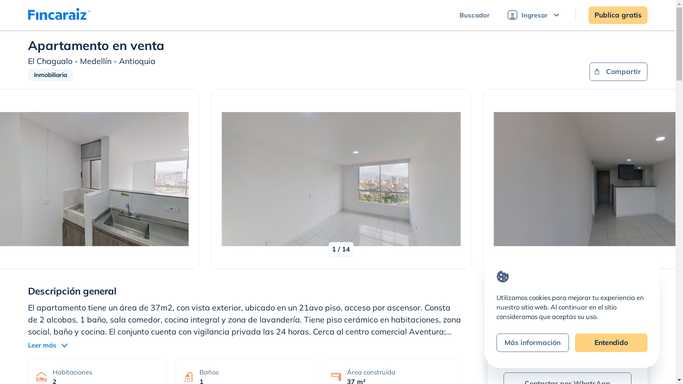 Fincaraiz
Buscador
Ingresar
Publica gratis
Apartamento en venta
El Chagualo - Medellín - Antioquia
Inmobiliaria
Compartir
1 / 14
Descripción general
El apartamento tiene un área de 37m2, con vista exterior, ubicado en un 21avo piso, acceso por ascensor. Consta
de 2 alcobas, 1 baño, sala comedor, cocina integral y zona de lavandería. Tiene piso cerámico en habitaciones, zona
social, baño y cocina. El conjunto cuenta con vigilancia privada las 24 horas. Cerca al centro comercial Aventura;...
Leer más
Habitaciones
2
Baños
1
Área construida
37 m²
Utilizamos cookies para mejorar tu experiencia en
nuestro sitio web. Al continuar en el sitio
consideramos que aceptas su uso.
Más información
Entendido
Contactar por WhatsApp